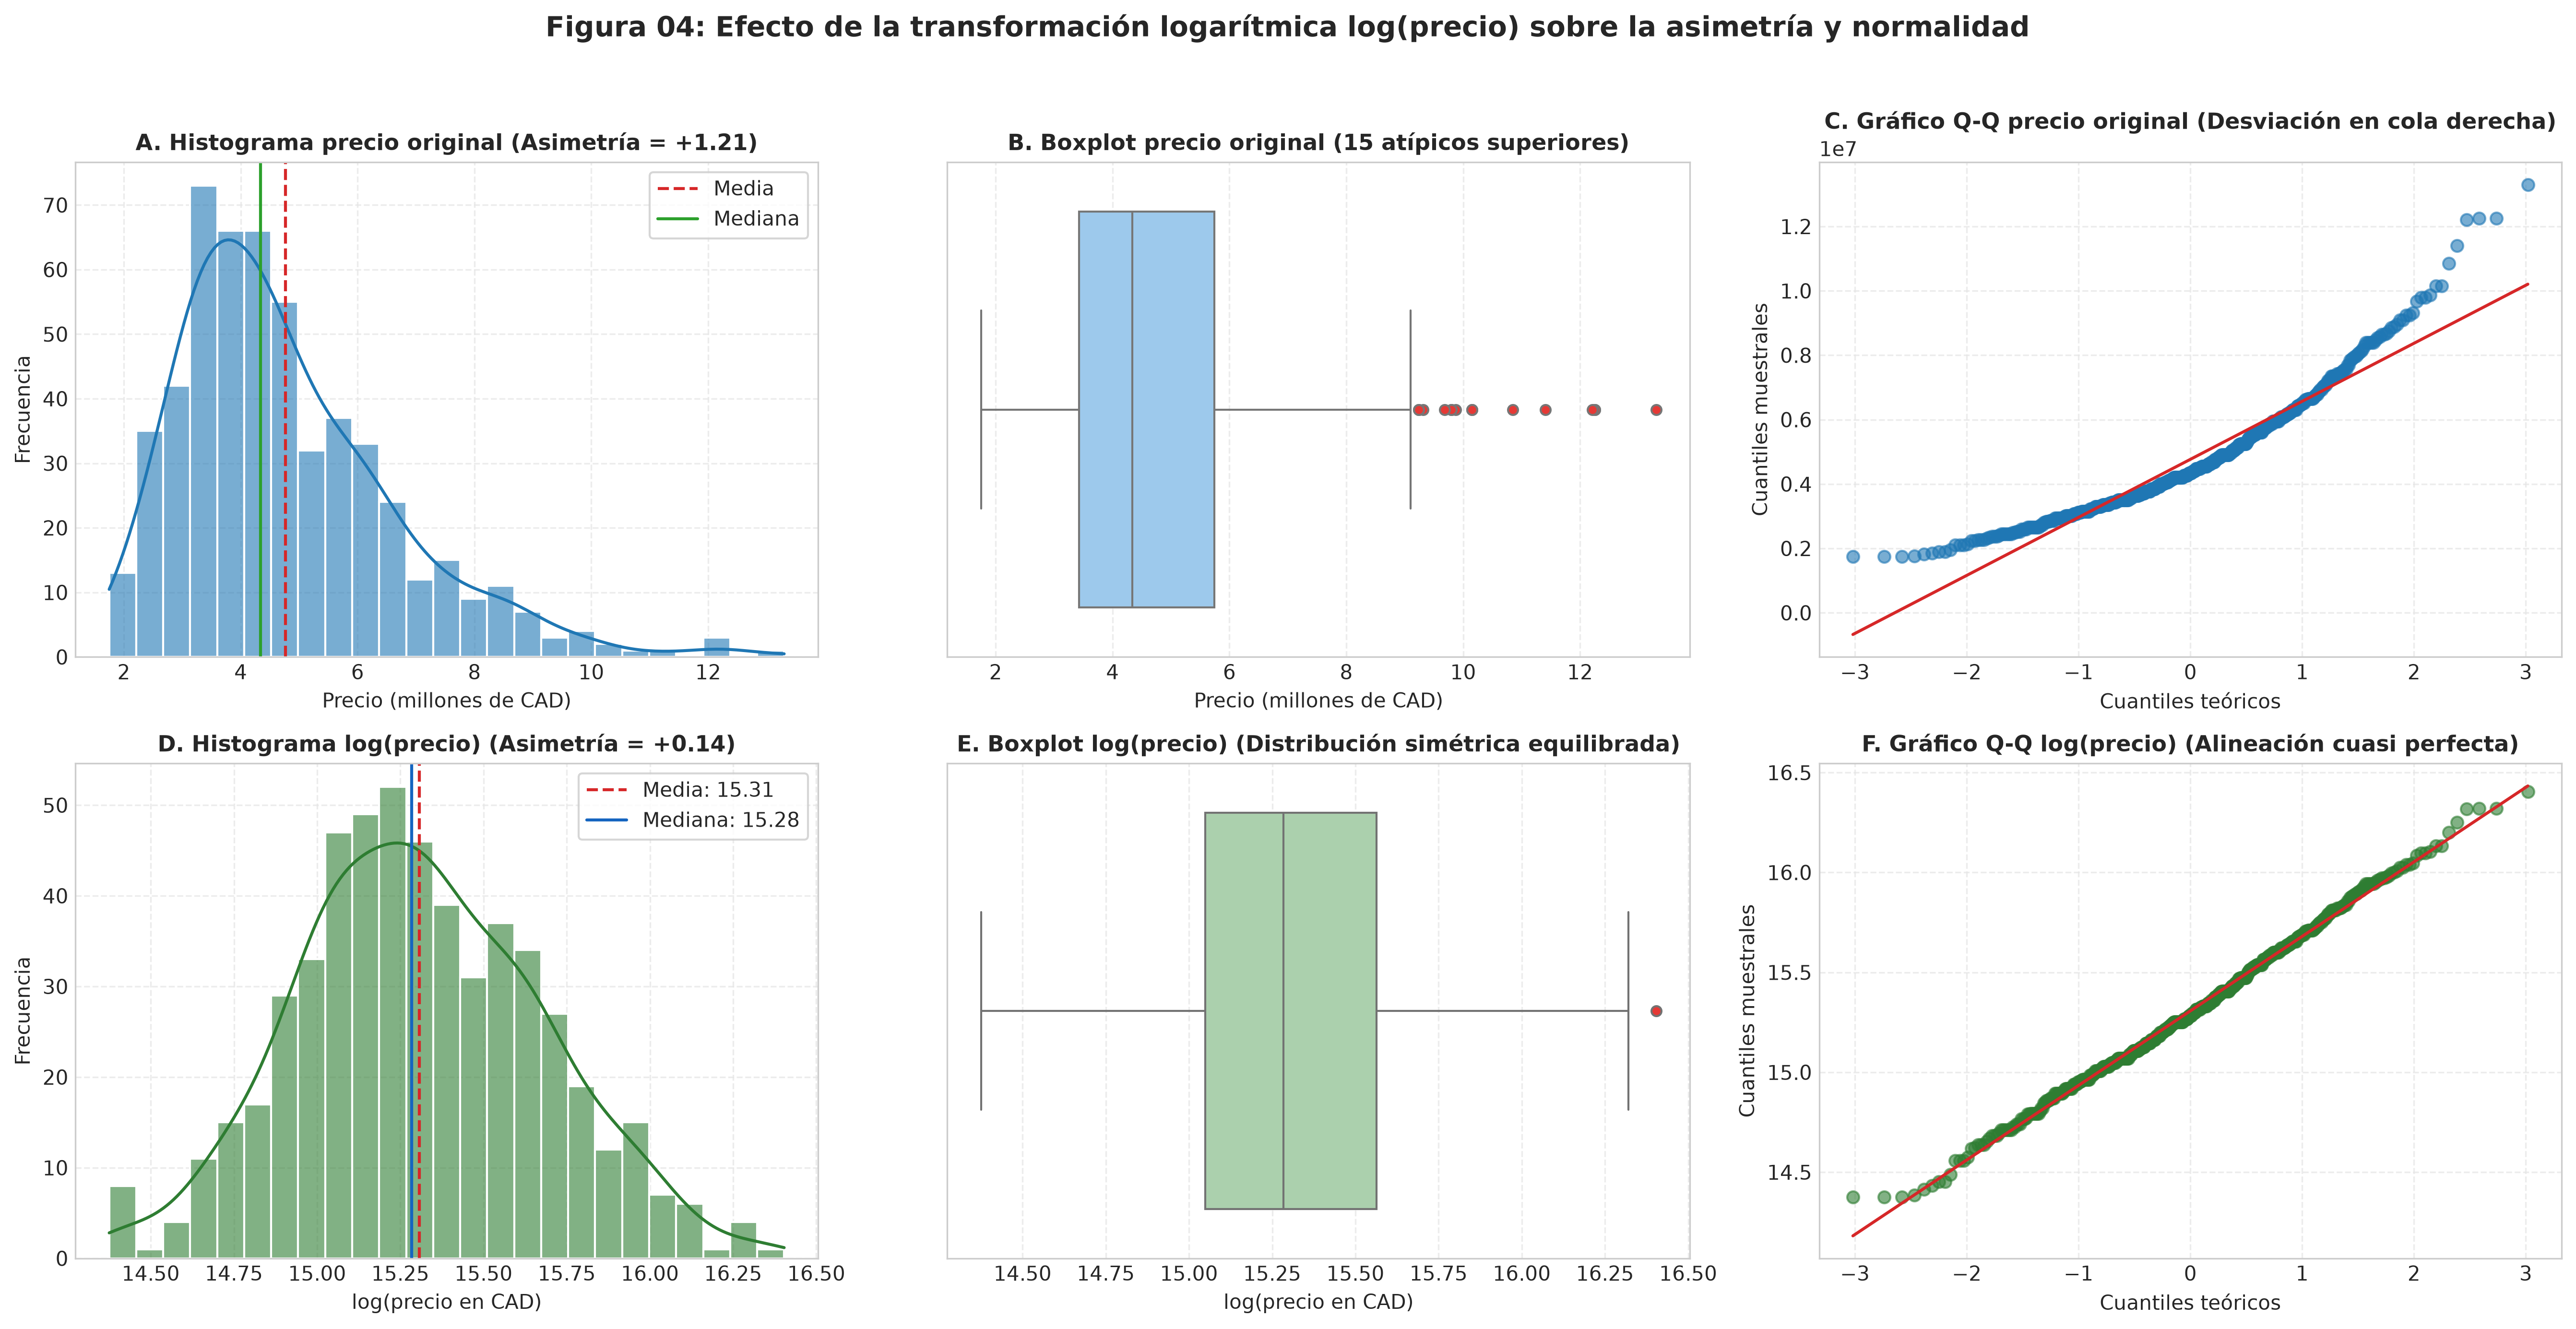 Figura 04: Efecto de la transformación logarítmica log(precio) sobre la asimetría y normalidad
A. Histograma precio original (Asimetría = +1.21)
Frecuencia
70
60
50
40
30
20
10
0
Media
Mediana
2 4 6 8 10 12
Precio (millones de CAD)
B. Boxplot precio original (15 atípicos superiores)
2 4 6 8 10 12
Precio (millones de CAD)
C. Gráfico Q-Q precio original (Desviación en cola derecha)
1e7
Cuantiles muestrales
1.2
1.0
0.8
0.6
0.4
0.2
0.0
−3 −2 −1 0 1 2 3
Cuantiles teóricos
D. Histograma log(precio) (Asimetría = +0.14)
Frecuencia
50
40
30
20
10
0
Media: 15.31
Mediana: 15.28
14.50 14.75 15.00 15.25 15.50 15.75 16.00 16.25 16.50
log(precio en CAD)
E. Boxplot log(precio) (Distribución simétrica equilibrada)
14.50 14.75 15.00 15.25 15.50 15.75 16.00 16.25 16.50
log(precio en CAD)
F. Gráfico Q-Q log(precio) (Alineación cuasi perfecta)
Cuantiles muestrales
16.5
16.0
15.5
15.0
14.5
−3 −2 −1 0 1 2 3
Cuantiles teóricos